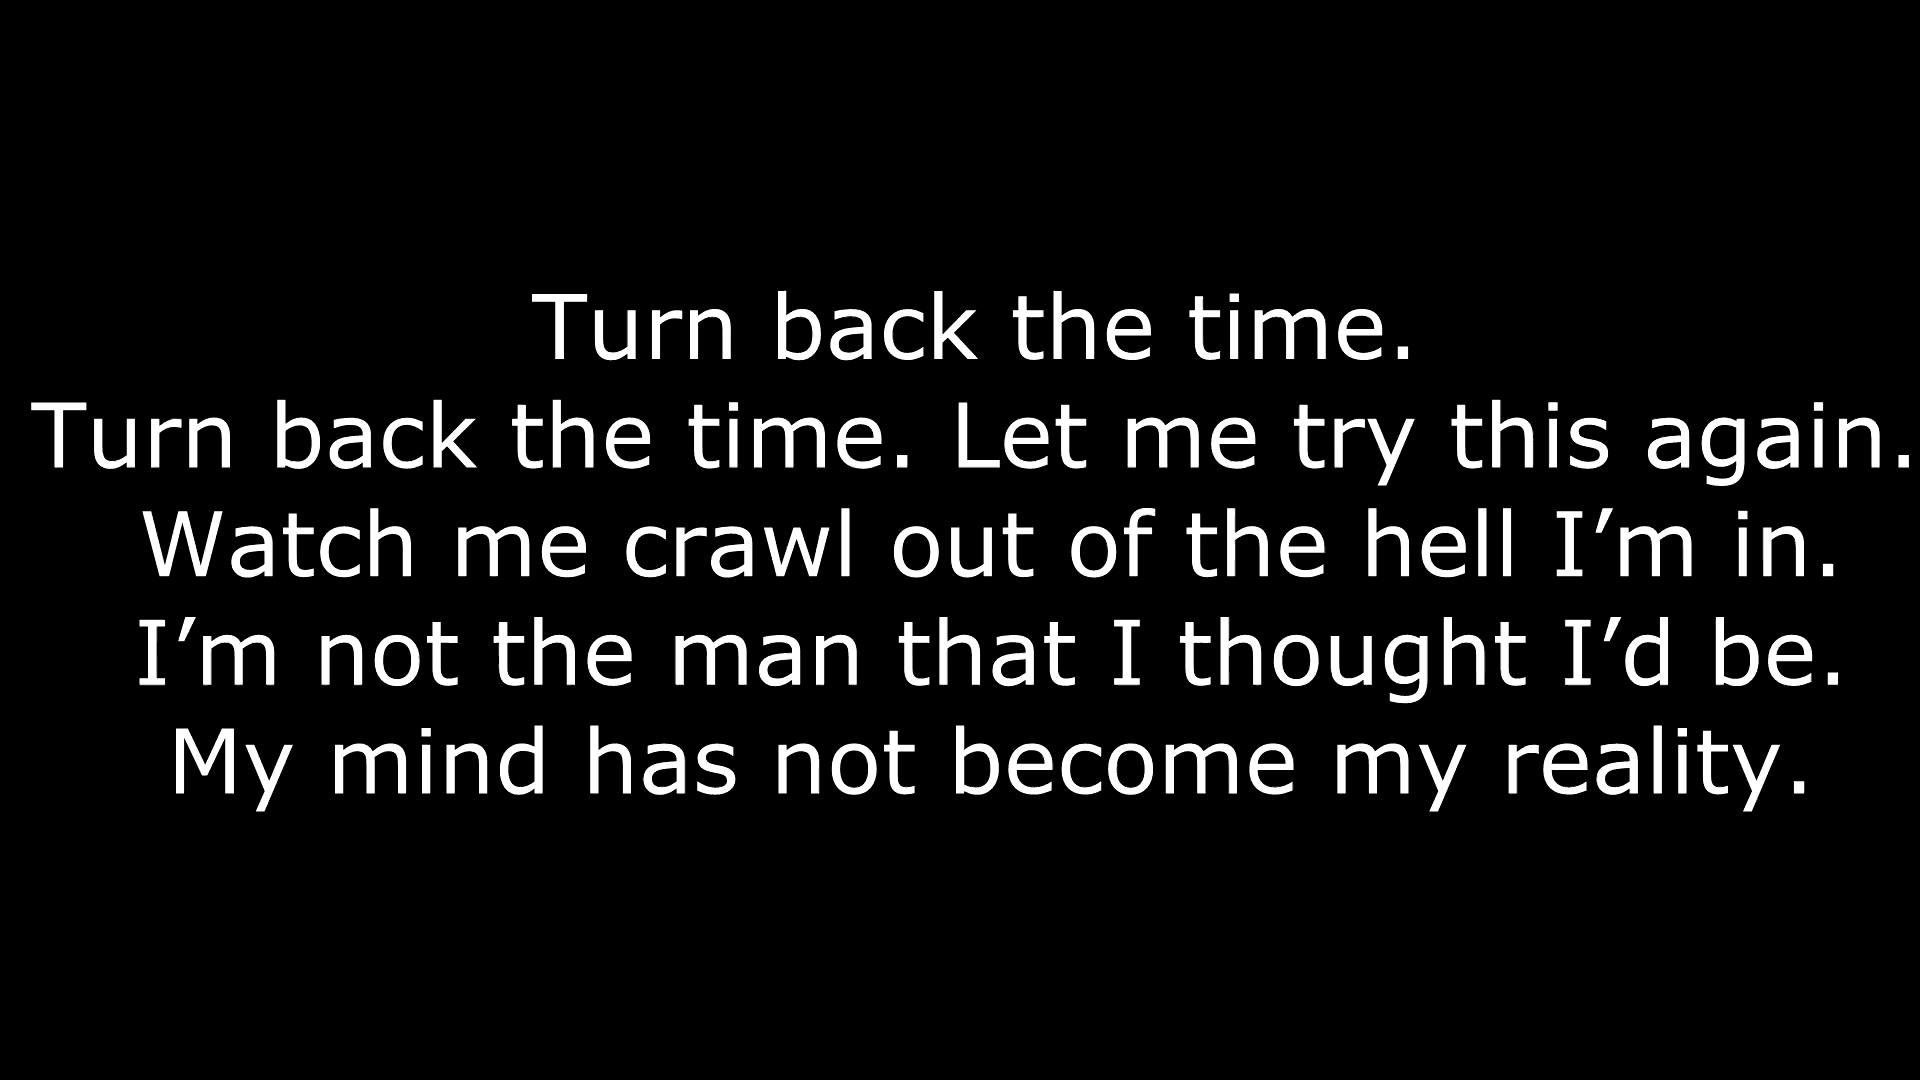 Turn back the time.
Turn back the time. Let me try this again.
Watch me crawl out of the hell I’m in.
I’m not the man that I thought I’d be.
My mind has not become my reality.